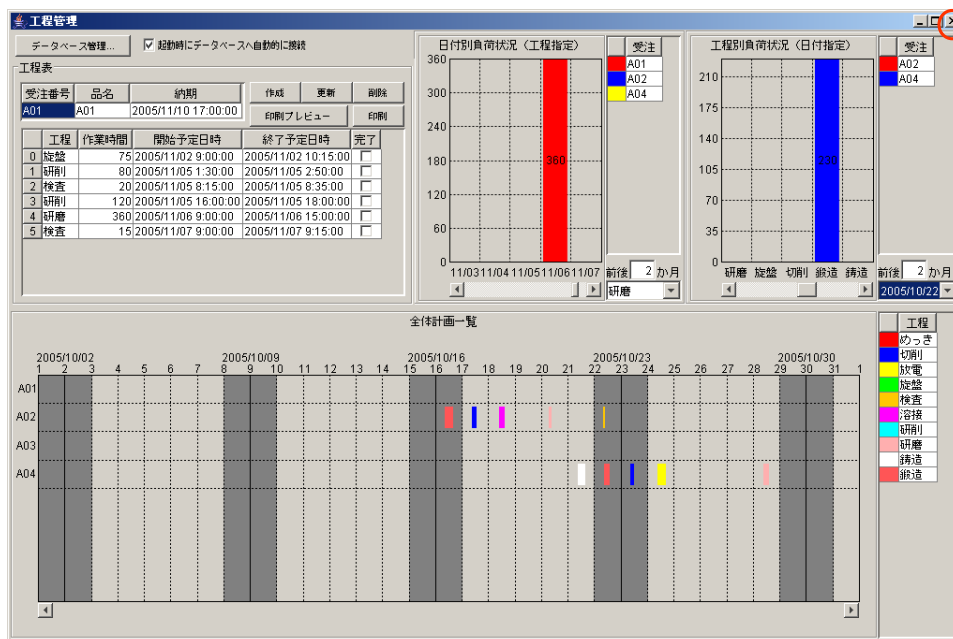 工程管理
データベース管理... 起動時にデータベースへ自動的に接続
工程表
受注番号 品名 納期
A01 A01 2005/11/10 17:00:00
作成 更新 削除
印刷プレビュー 印刷
工程 作業時間 開始予定日時 終了予定日時 完了
0 旋盤 75 2005/11/02 9:00:00 2005/11/02 10:15:00
1 研削 80 2005/11/05 1:30:00 2005/11/05 2:50:00
2 検査 20 2005/11/05 8:15:00 2005/11/05 8:35:00
3 研削 120 2005/11/05 16:00:00 2005/11/05 18:00:00
4 研磨 360 2005/11/06 9:00:00 2005/11/06 15:00:00
5 検査 15 2005/11/07 9:00:00 2005/11/07 9:15:00
日付別負荷状況（工程指定）
360
300
240
180
120
60
0
360
11/03 11/04 11/05 11/06 11/07
受注
A01
A02
A04
前後 2 か月
研磨
工程別負荷状況（日付指定）
210
175
140
105
70
35
0
230
研磨 旋盤 切削 鍛造 鋳造
受注
A02
A04
前後 2 か月
2005/10/22
全体計画一覧
2005/10/02 2005/10/09 2005/10/16 2005/10/23 2005/10/30
1 2 3 4 5 6 7 8 9 10 11 12 13 14 15 16 17 18 19 20 21 22 23 24 25 26 27 28 29 30 31 1
A01
A02
A03
A04
工程
めっき
切削
放電
旋盤
検査
溶接
研削
研磨
鋳造
鍛造